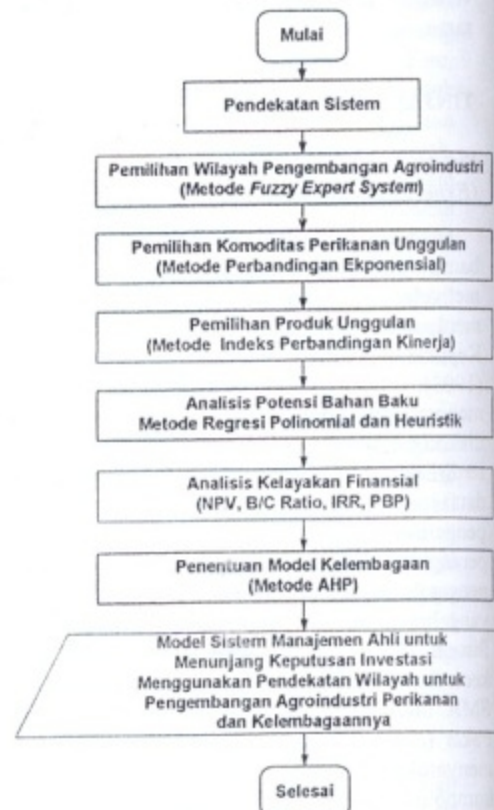 Mulai
Pendekatan Sistem
Pemilihan Wilayah Pengembangan Agroindustri
(Metode Fuzzy Expert System)
Pemilihan Komoditas Perikanan Unggulan
(Metode Perbandingan Ekponensial)
Pemilihan Produk Unggulan
(Metode Indeks Perbandingan Kinerja)
Analisis Potensi Bahan Baku
Metode Regresi Polinomial dan Heuristik
Analisis Kelayakan Finansial
(NPV, B/C Ratio, IRR, PBP)
Penentuan Model Kelembagaan
(Metode AHP)
Model Sistem Manajemen Ahli untuk
Menunjang Keputusan Investasi
Menggunakan Pendekatan Wilayah untuk
Pengembangan Agroindustri Perikanan
dan Kelembagaannya
Selesai